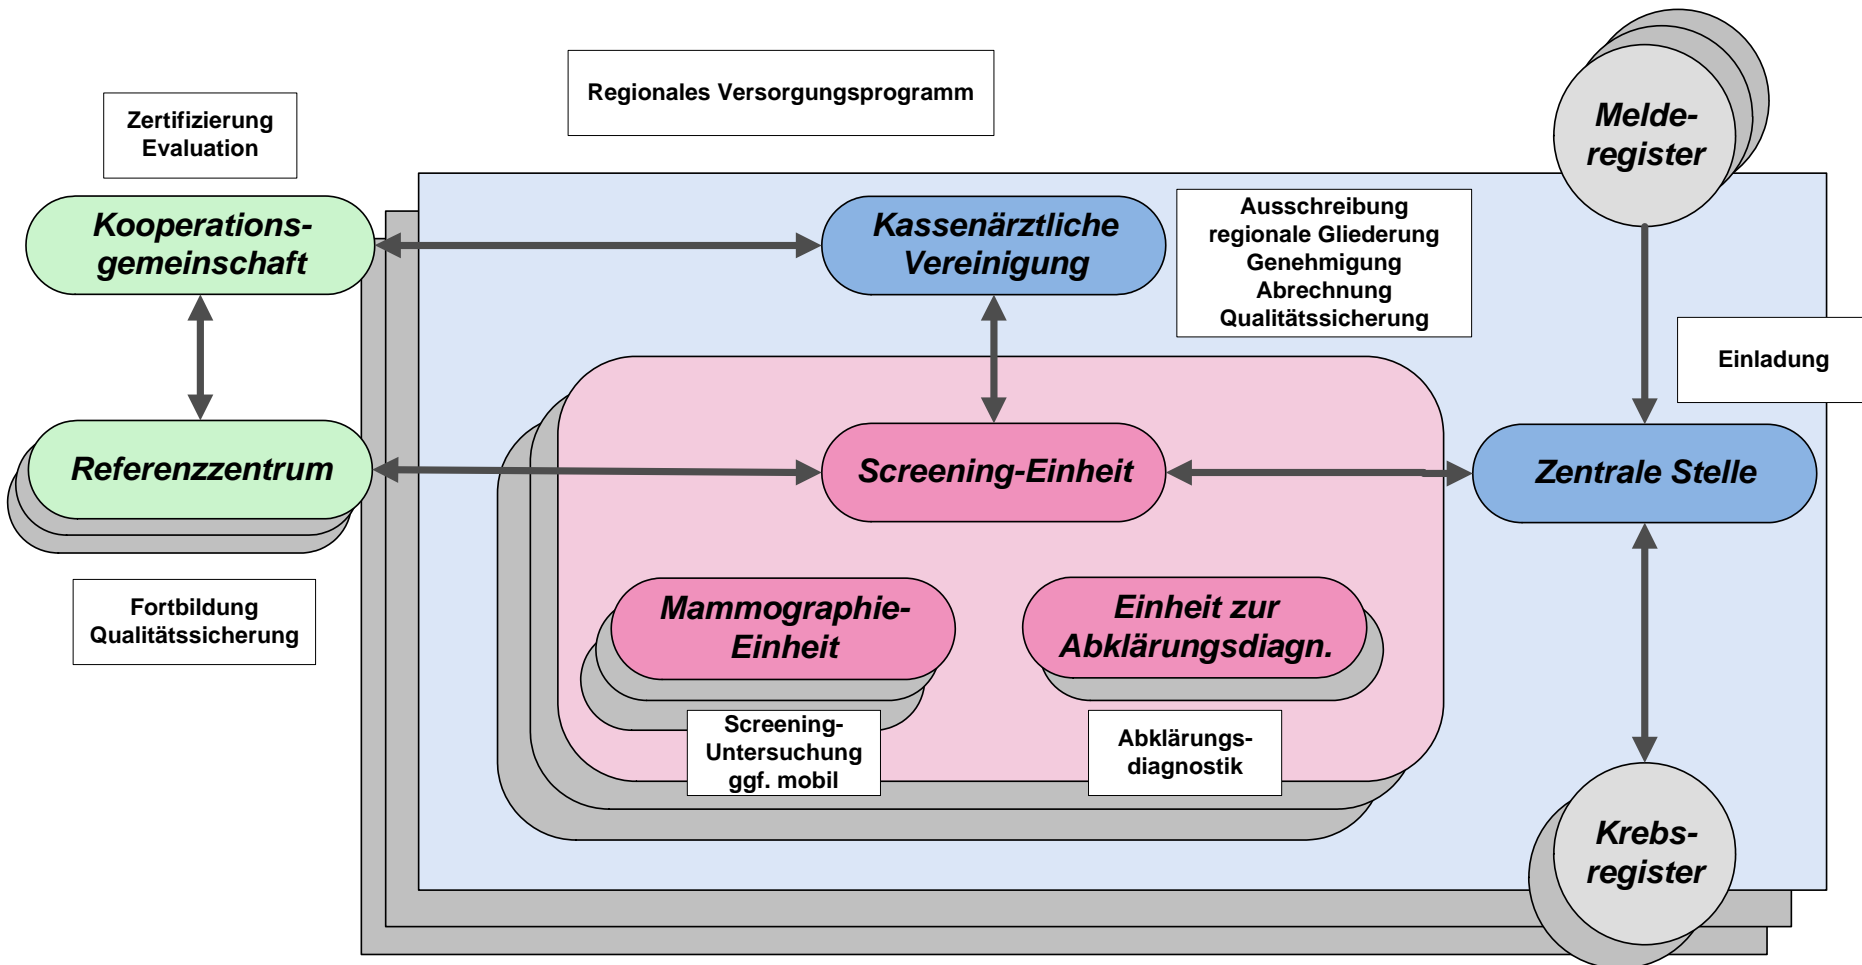 Regionales Versorgungsprogramm
Zertifizierung
Evaluation
Melde-
register
Kooperations-
gemeinschaft
Kassenärztliche
Vereinigung
Ausschreibung
regionale Gliederung
Genehmigung
Abrechnung
Qualitätssicherung
Einladung
Referenzzentrum
Screening-Einheit
Zentrale Stelle
Fortbildung
Qualitätssicherung
Mammographie-
Einheit
Einheit zur
Abklärungsdiagn.
Screening-
Untersuchung
ggf. mobil
Abklärungs-
diagnostik
Krebs-
register